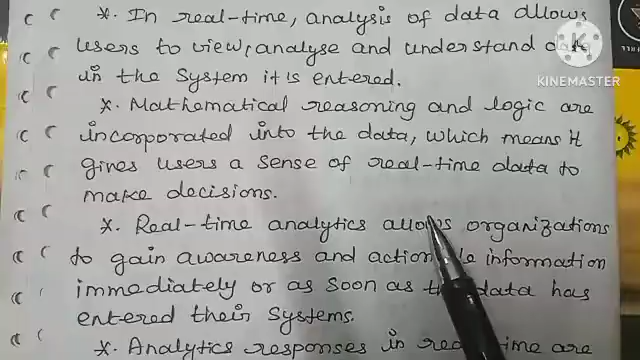 *. In real-time, analysis of data allows
users to view, analyse and understand
in the System it is entered.
KINEMASTER
*. Mathematical reasoning and logic are
incorporated into the data, which means it
gives users a sense of real-time data to
make decisions.
*. Real-time analytics allows organizations
to gain awareness and information
immediately or as soon as data has
entered their systems.
*. Analytics responses in are